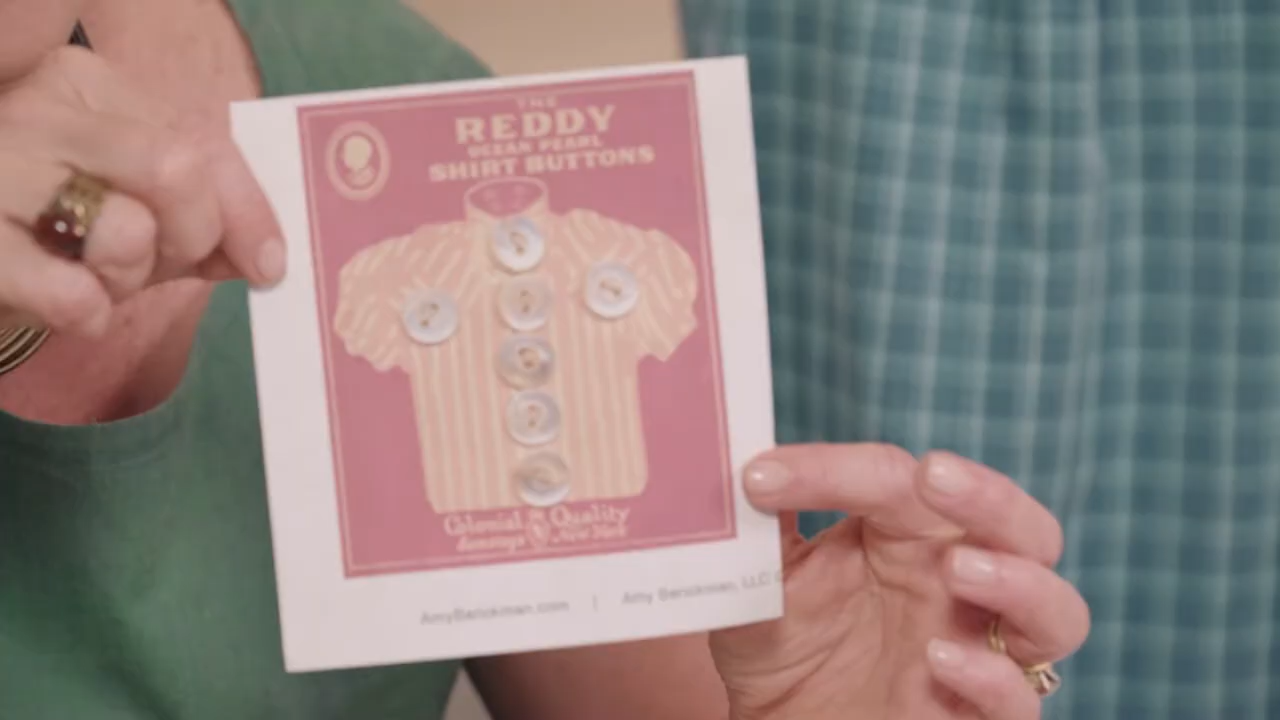 THE
REDDY
OCEAN PEARL
SHIRT BUTTONS
Colonial Quality
New York
AmyBarickman.com | Amy Barickman, LLC